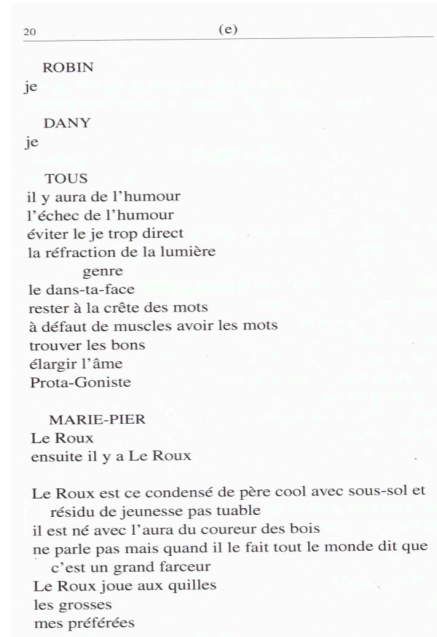 20
(e)
ROBIN
je
DANY
je
TOUS
il y aura de l'humour
l'échec de l'humour
éviter le je trop direct
la réfraction de la lumière
genre
le dans-ta-face
rester à la crête des mots
à défaut de muscles avoir les mots
trouver les bons
élargir l'âme
Prota-Goniste
MARIE-PIER
Le Roux
ensuite il y a Le Roux
Le Roux est ce condensé de père cool avec sous-sol et
résidu de jeunesse pas tuable
il est né avec l'aura du coureur des bois
ne parle pas mais quand il le fait tout le monde dit que
c'est un grand farceur
Le Roux joue aux quilles
les grosses
mes préférées